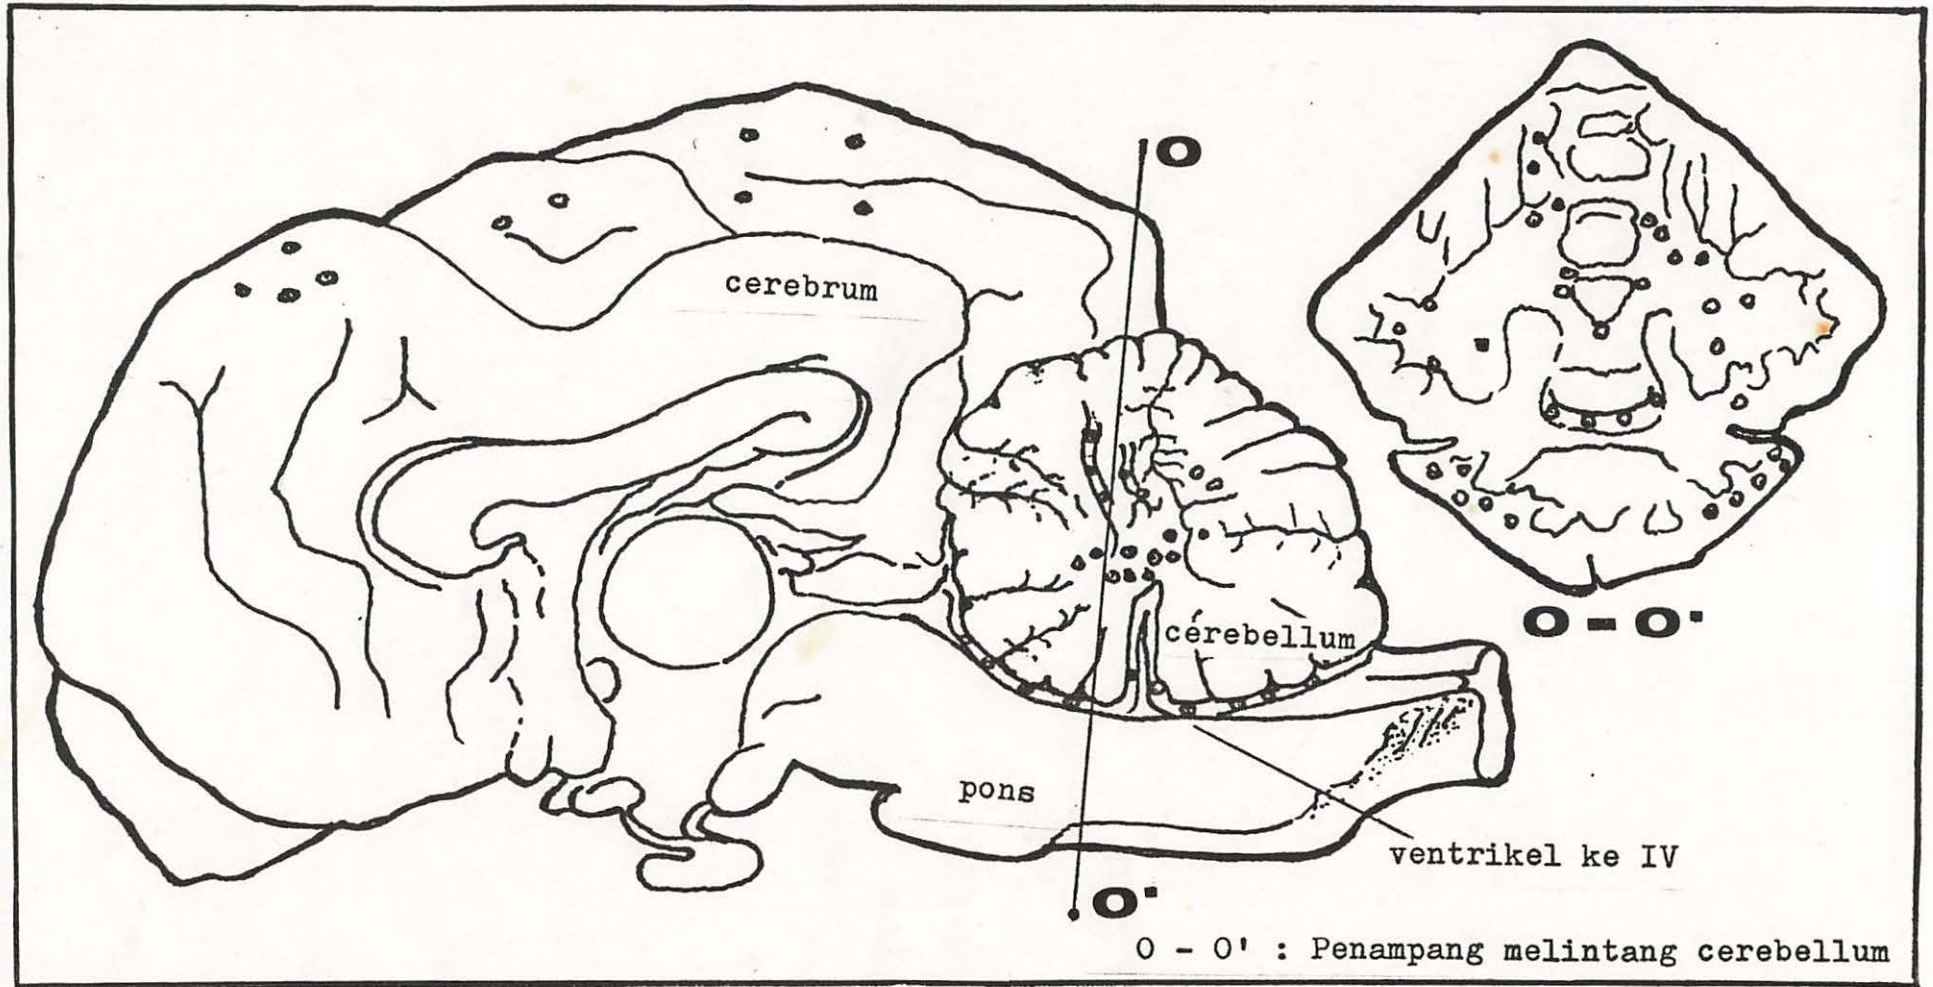 O
cerebrum
O - O'
cerebellum
pons
ventrikel ke IV
O'
O - O' : Penampang melintang cerebellum